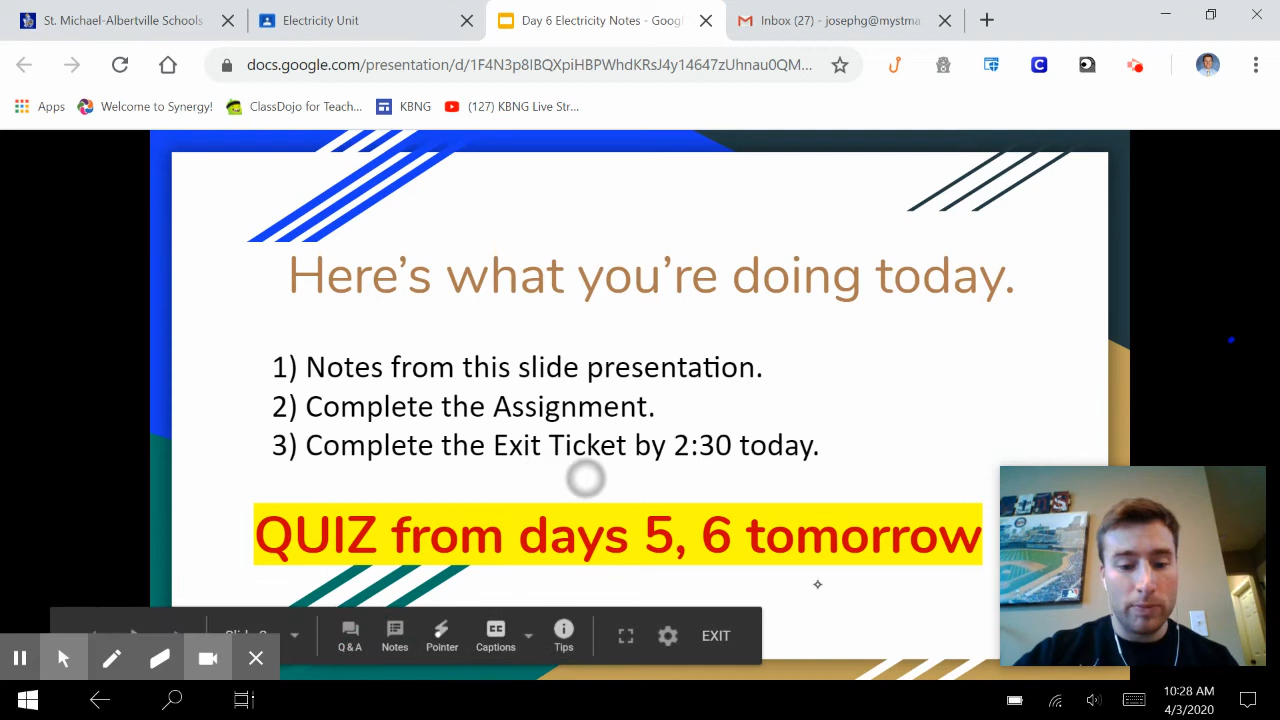 St. Michael-Albertville Schools
Electricity Unit
Day 6 Electricity Notes - Goog
Inbox (27) - josephg@mystma
docs.google.com/presentation/d/1F4N3p8IBQXpiHBPWhdKRsJ4y14647zUhnau0QM...
Apps
Welcome to Synergy!
ClassDojo for Teach...
KBNG
(127) KBNG Live Str...
Here's what you're doing today.
1) Notes from this slide presentation.
2) Complete the Assignment.
3) Complete the Exit Ticket by 2:30 today.
QUIZ from days 5, 6 tomorrow
Q & A
Notes
Pointer
CC
Captions
Tips
EXIT
10:28 AM
4/3/2020